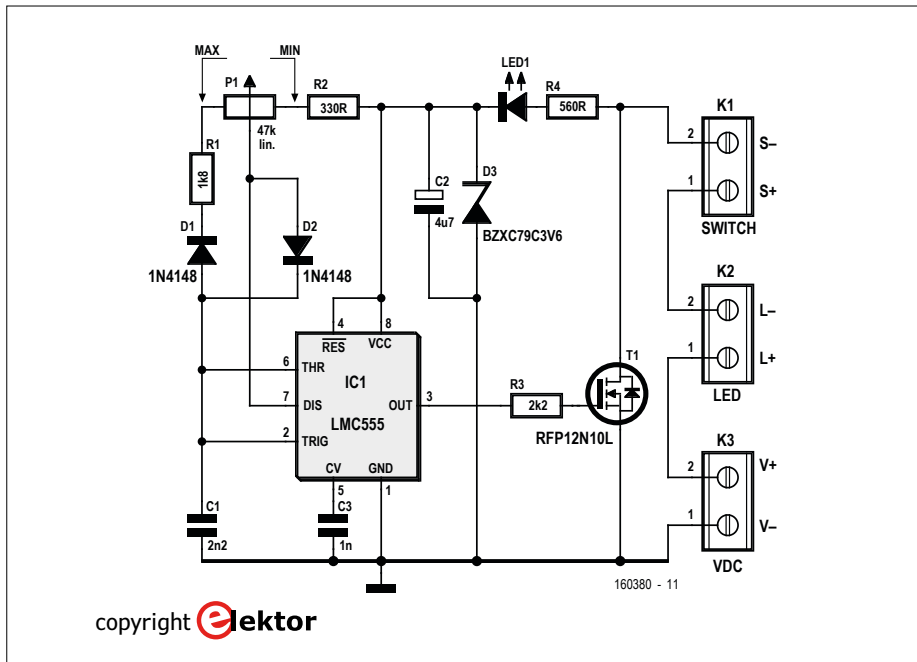 MAX
MIN
P1
47k
lin.
R2
330R
LED1
R4
560R
K1
2
S–
1
S+
SWITCH
R1
1k8
C2
4u7
D3
BZXC79C3V6
D1
1N4148
D2
1N4148
K2
2
L–
1
L+
LED
4
8
RES
VCC
6
THR
IC1
7
DIS
OUT
3
LMC555
2
TRIG
CV
GND
5
1
R3
2k2
T1
RFP12N10L
K3
2
V+
1
V–
VDC
C1
2n2
C3
1n
160380 - 11
copyright elektor